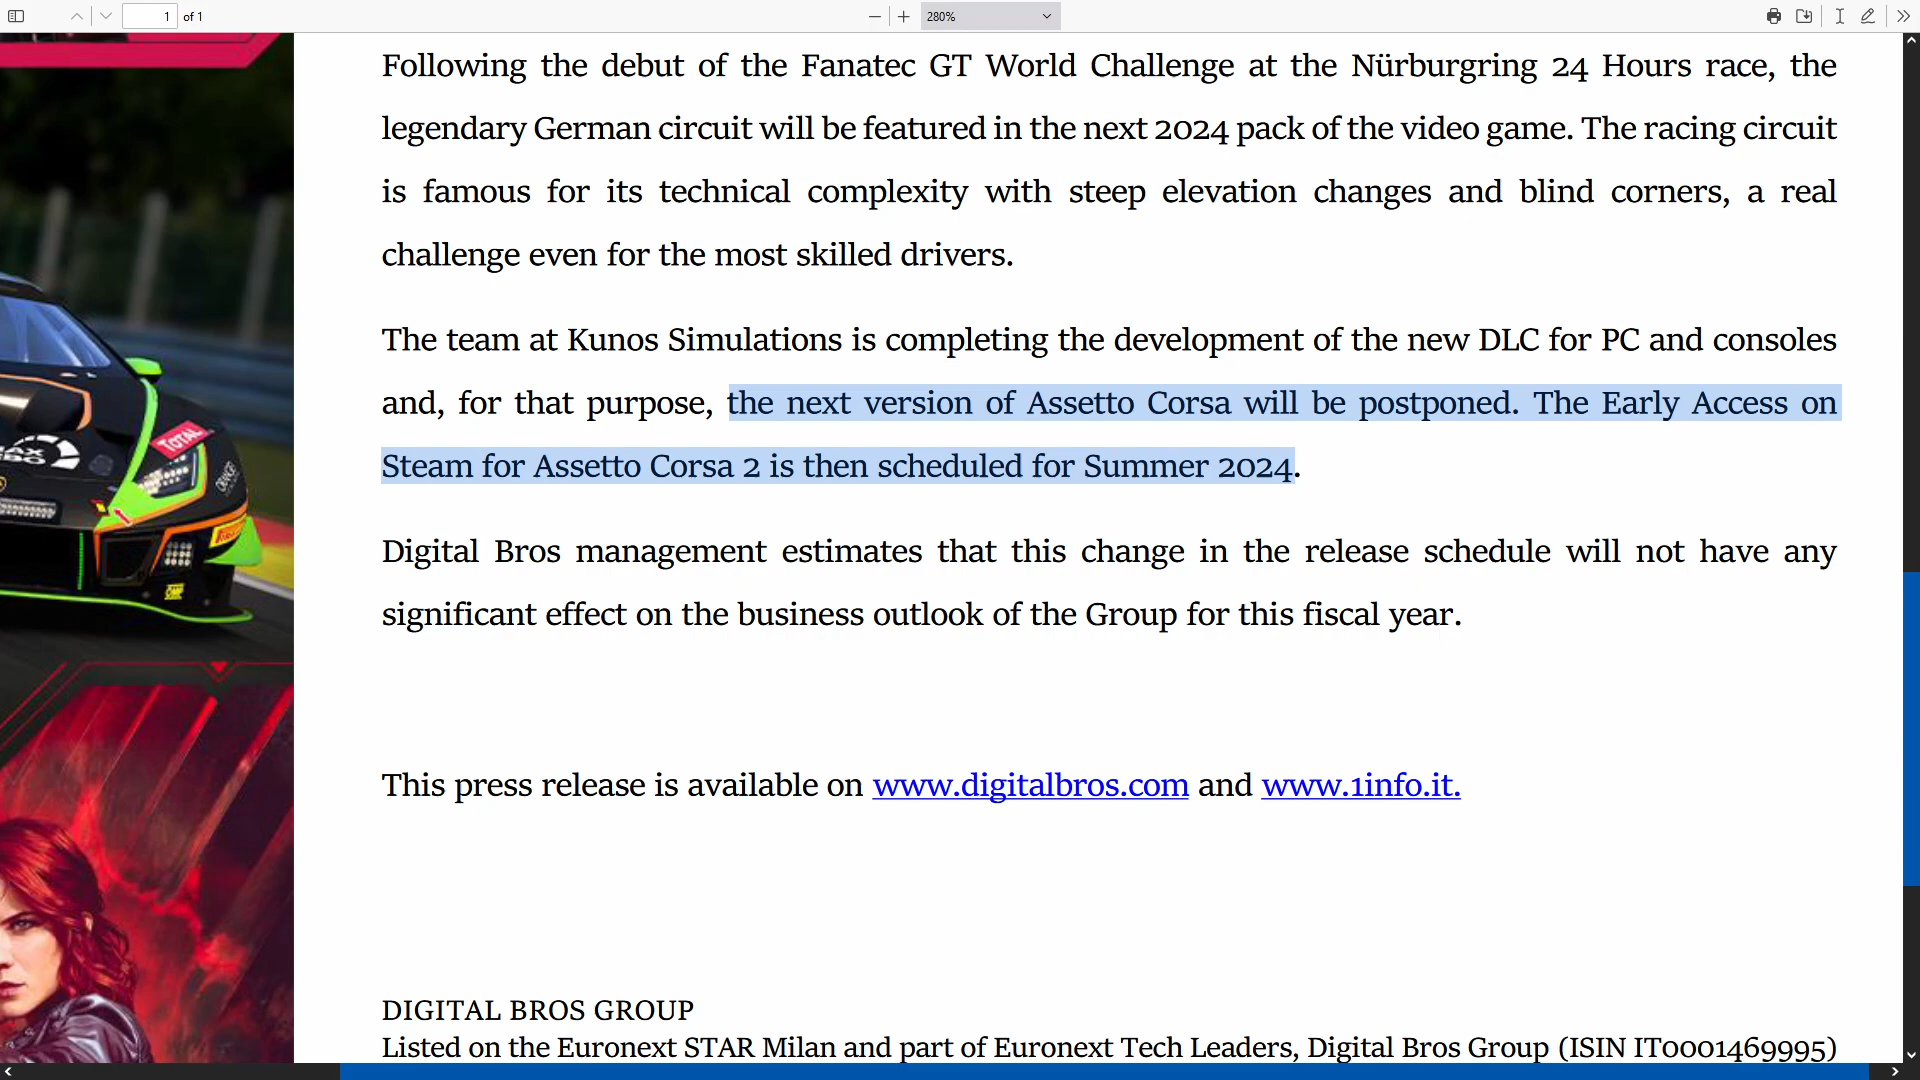 1 of 1 280%
Following the debut of the Fanatec GT World Challenge at the Nürburgring 24 Hours race, the
legendary German circuit will be featured in the next 2024 pack of the video game. The racing circuit
is famous for its technical complexity with steep elevation changes and blind corners, a real
challenge even for the most skilled drivers.
The team at Kunos Simulations is completing the development of the new DLC for PC and consoles
and, for that purpose, the next version of Assetto Corsa will be postponed. The Early Access on
Steam for Assetto Corsa 2 is then scheduled for Summer 2024.
Digital Bros management estimates that this change in the release schedule will not have any
significant effect on the business outlook of the Group for this fiscal year.
This press release is available on www.digitalbros.com and www.1info.it.
DIGITAL BROS GROUP
Listed on the Euronext STAR Milan and part of Euronext Tech Leaders, Digital Bros Group (ISIN IT0001469995)
TOTAL